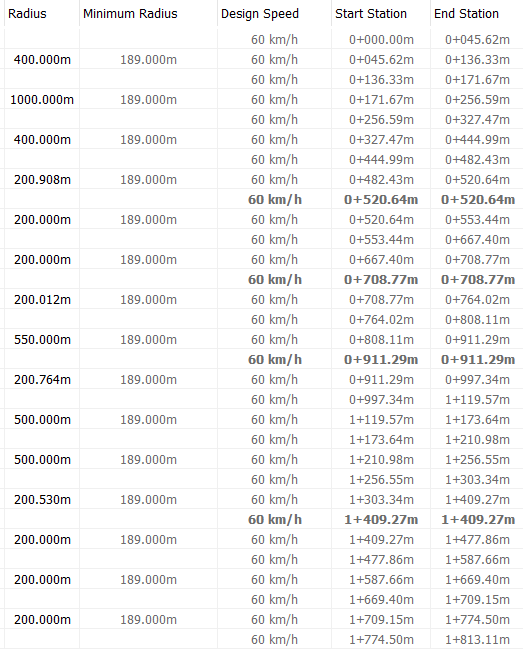 Radius Minimum Radius Design Speed Start Station End Station
60 km/h 0+000.00m 0+045.62m
400.000m 189.000m 60 km/h 0+045.62m 0+136.33m
60 km/h 0+136.33m 0+171.67m
1000.000m 189.000m 60 km/h 0+171.67m 0+256.59m
60 km/h 0+256.59m 0+327.47m
400.000m 189.000m 60 km/h 0+327.47m 0+444.99m
60 km/h 0+444.99m 0+482.43m
200.908m 189.000m 60 km/h 0+482.43m 0+520.64m
60 km/h 0+520.64m 0+520.64m
200.000m 189.000m 60 km/h 0+520.64m 0+553.44m
60 km/h 0+553.44m 0+667.40m
200.000m 189.000m 60 km/h 0+667.40m 0+708.77m
60 km/h 0+708.77m 0+708.77m
200.012m 189.000m 60 km/h 0+708.77m 0+764.02m
60 km/h 0+764.02m 0+808.11m
550.000m 189.000m 60 km/h 0+808.11m 0+911.29m
60 km/h 0+911.29m 0+911.29m
200.764m 189.000m 60 km/h 0+911.29m 0+997.34m
60 km/h 0+997.34m 1+119.57m
500.000m 189.000m 60 km/h 1+119.57m 1+173.64m
60 km/h 1+173.64m 1+210.98m
500.000m 189.000m 60 km/h 1+210.98m 1+256.55m
60 km/h 1+256.55m 1+303.34m
200.530m 189.000m 60 km/h 1+303.34m 1+409.27m
60 km/h 1+409.27m 1+409.27m
200.000m 189.000m 60 km/h 1+409.27m 1+477.86m
60 km/h 1+477.86m 1+587.66m
200.000m 189.000m 60 km/h 1+587.66m 1+669.40m
60 km/h 1+669.40m 1+709.15m
200.000m 189.000m 60 km/h 1+709.15m 1+774.50m
60 km/h 1+774.50m 1+813.11m